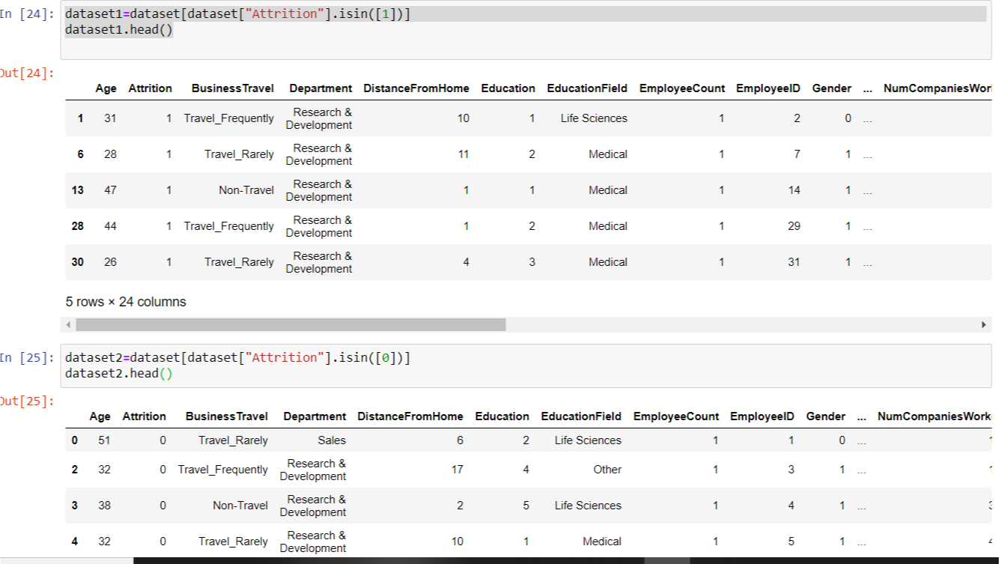 In [24]: dataset1=dataset[dataset["Attrition"].isin([1])]
dataset1.head()
Out[24]:
Age Attrition BusinessTravel Department DistanceFromHome Education EducationField EmployeeCount EmployeeID Gender ... NumCompaniesWor
1 31 1 Travel_Frequently Research & Development 10 1 Life Sciences 1 2 0 ...
6 28 1 Travel_Rarely Research & Development 11 2 Medical 1 7 1 ...
13 47 1 Non-Travel Research & Development 1 1 Medical 1 14 1 ...
28 44 1 Travel_Frequently Research & Development 1 2 Medical 1 29 1 ...
30 26 1 Travel_Rarely Research & Development 4 3 Medical 1 31 1 ...
5 rows × 24 columns
In [25]: dataset2=dataset[dataset["Attrition"].isin([0])]
dataset2.head()
Out[25]:
Age Attrition BusinessTravel Department DistanceFromHome Education EducationField EmployeeCount EmployeeID Gender ... NumCompaniesWork
0 51 0 Travel_Rarely Sales 6 2 Life Sciences 1 1 0 ...
2 32 0 Travel_Frequently Research & Development 17 4 Other 1 3 1 ...
3 38 0 Non-Travel Research & Development 2 5 Life Sciences 1 4 1 ...
4 32 0 Travel_Rarely Research & Development 10 1 Medical 1 5 1 ...